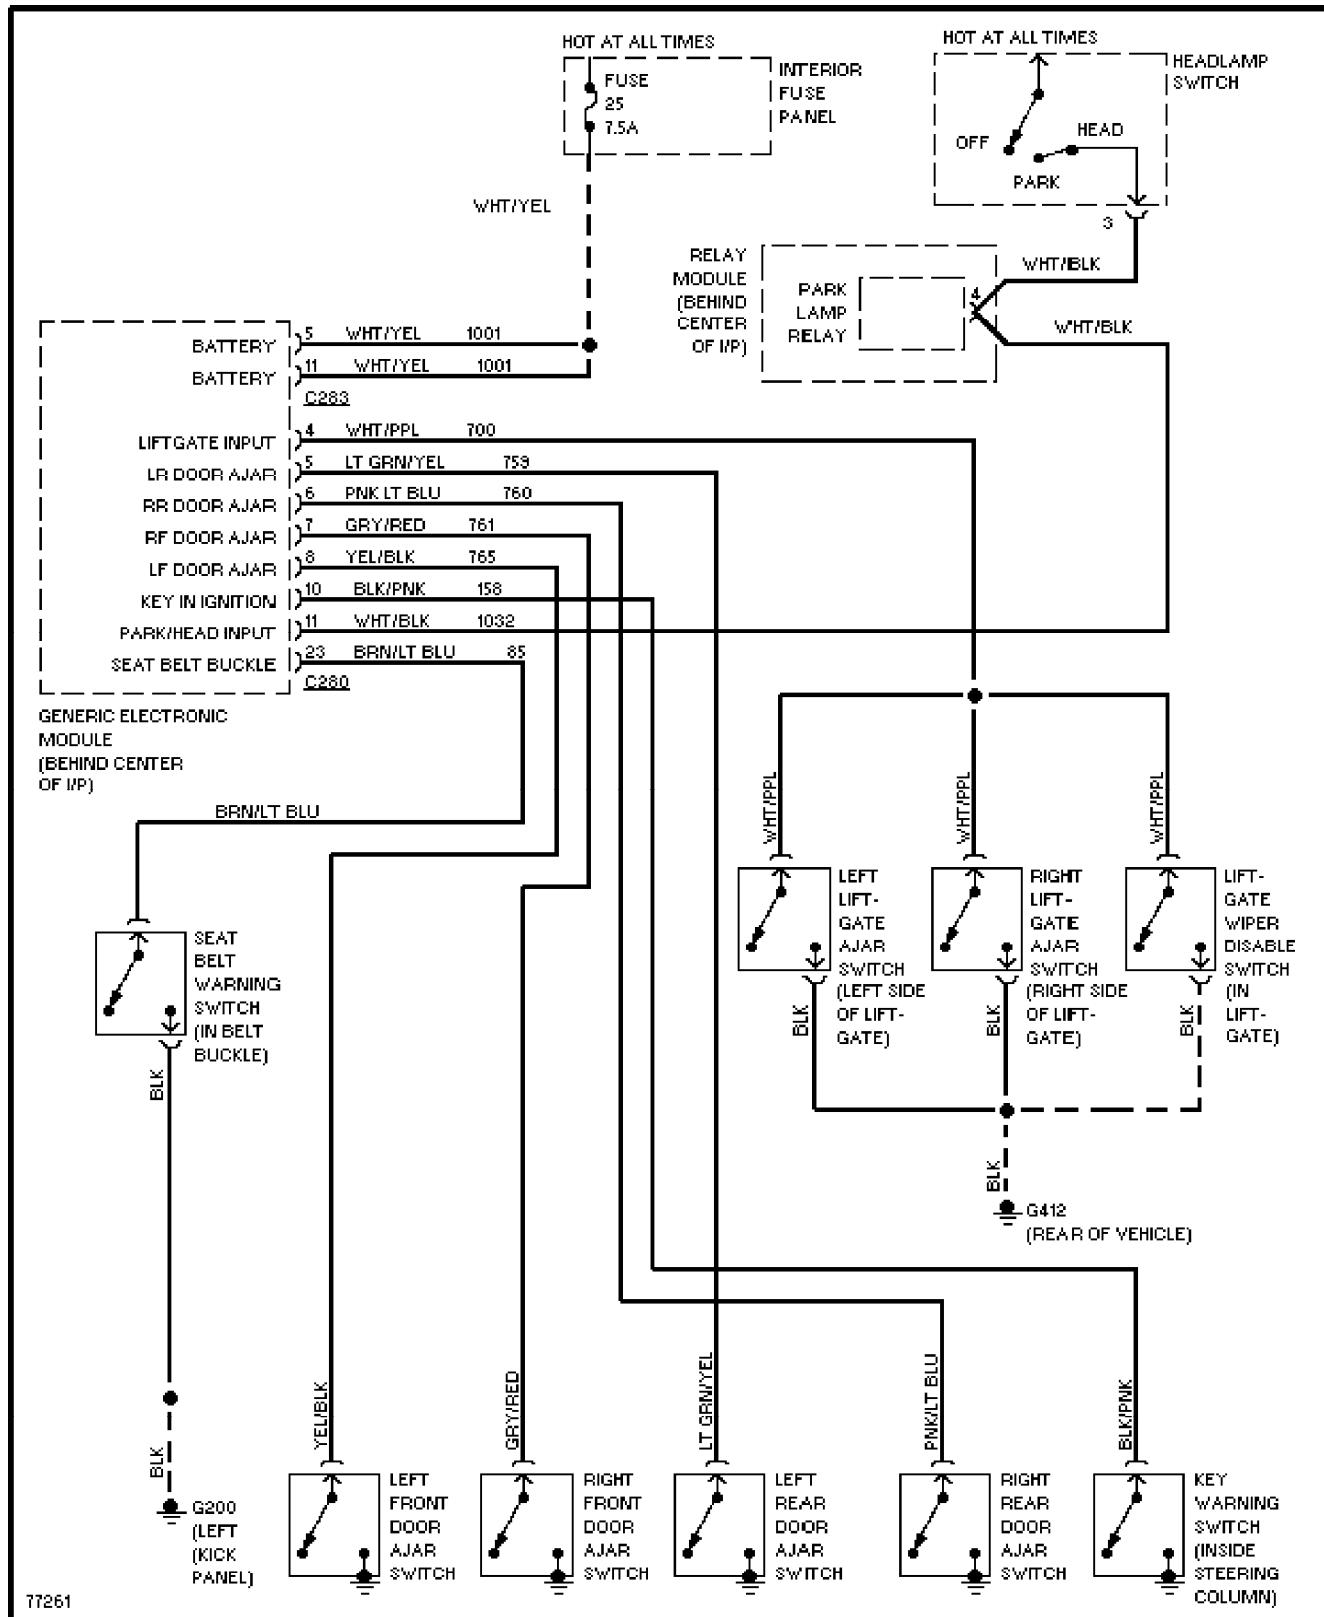 HOT AT ALL TIMES
FUSE
25
7.5A
INTERIOR
FUSE
PANEL
HOT AT ALL TIMES
HEADLAMP
SWITCH
OFF
HEAD
PARK
3
WHT/YEL
RELAY
MODULE
(BEHIND
CENTER
OF I/P)
PARK
LAMP
RELAY
4
WHT/BLK
WHT/BLK
BATTERY 5 WHT/YEL 1001
BATTERY 11 WHT/YEL 1001
C283
LIFTGATE INPUT 4 WHT/PPL 700
LR DOOR AJAR 5 LT GRN/YEL 759
RR DOOR AJAR 6 PNK LT BLU 760
RF DOOR AJAR 7 GRY/RED 761
LF DOOR AJAR 8 YEL/BLK 765
KEY IN IGNITION 10 BLK/PNK 158
PARK/HEAD INPUT 11 WHT/BLK 1032
SEAT BELT BUCKLE 23 BRN/LT BLU 85
C280
GENERIC ELECTRONIC
MODULE
(BEHIND CENTER
OF I/P)
BRN/LT BLU
WHT/PPL
WHT/PPL
WHT/PPL
LEFT
LIFT-
GATE
AJAR
SWITCH
(LEFT SIDE
OF LIFT-
GATE)
RIGHT
LIFT-
GATE
AJAR
SWITCH
(RIGHT SIDE
OF LIFT-
GATE)
LIFT-
GATE
WIPER
DISABLE
SWITCH
(IN
LIFT-
GATE)
BLK
BLK
BLK
SEAT
BELT
WARNING
SWITCH
(IN BELT
BUCKLE)
BLK
BLK
G412
(REAR OF VEHICLE)
YEL/BLK
GRY/RED
LT GRN/YEL
PNK/LT BLU
BLK/PNK
BLK
G200
(LEFT
(KICK
PANEL)
LEFT
FRONT
DOOR
AJAR
SWITCH
RIGHT
FRONT
DOOR
AJAR
SWITCH
LEFT
REAR
DOOR
AJAR
SWITCH
RIGHT
REAR
DOOR
AJAR
SWITCH
KEY
WARNING
SWITCH
(INSIDE
STEERING
COLUMN)
77261